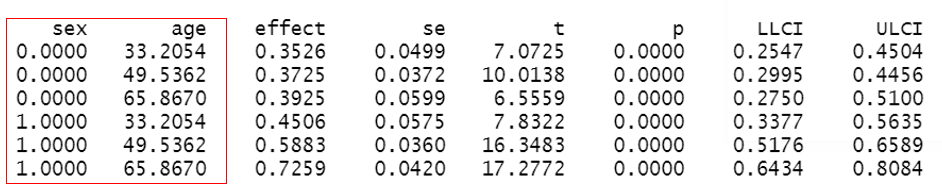 sex age effect se t p LLCI ULCI
0.0000 33.2054 0.3526 0.0499 7.0725 0.0000 0.2547 0.4504
0.0000 49.5362 0.3725 0.0372 10.0138 0.0000 0.2995 0.4456
0.0000 65.8670 0.3925 0.0599 6.5559 0.0000 0.2750 0.5100
1.0000 33.2054 0.4506 0.0575 7.8322 0.0000 0.3377 0.5635
1.0000 49.5362 0.5883 0.0360 16.3483 0.0000 0.5176 0.6589
1.0000 65.8670 0.7259 0.0420 17.2772 0.0000 0.6434 0.8084